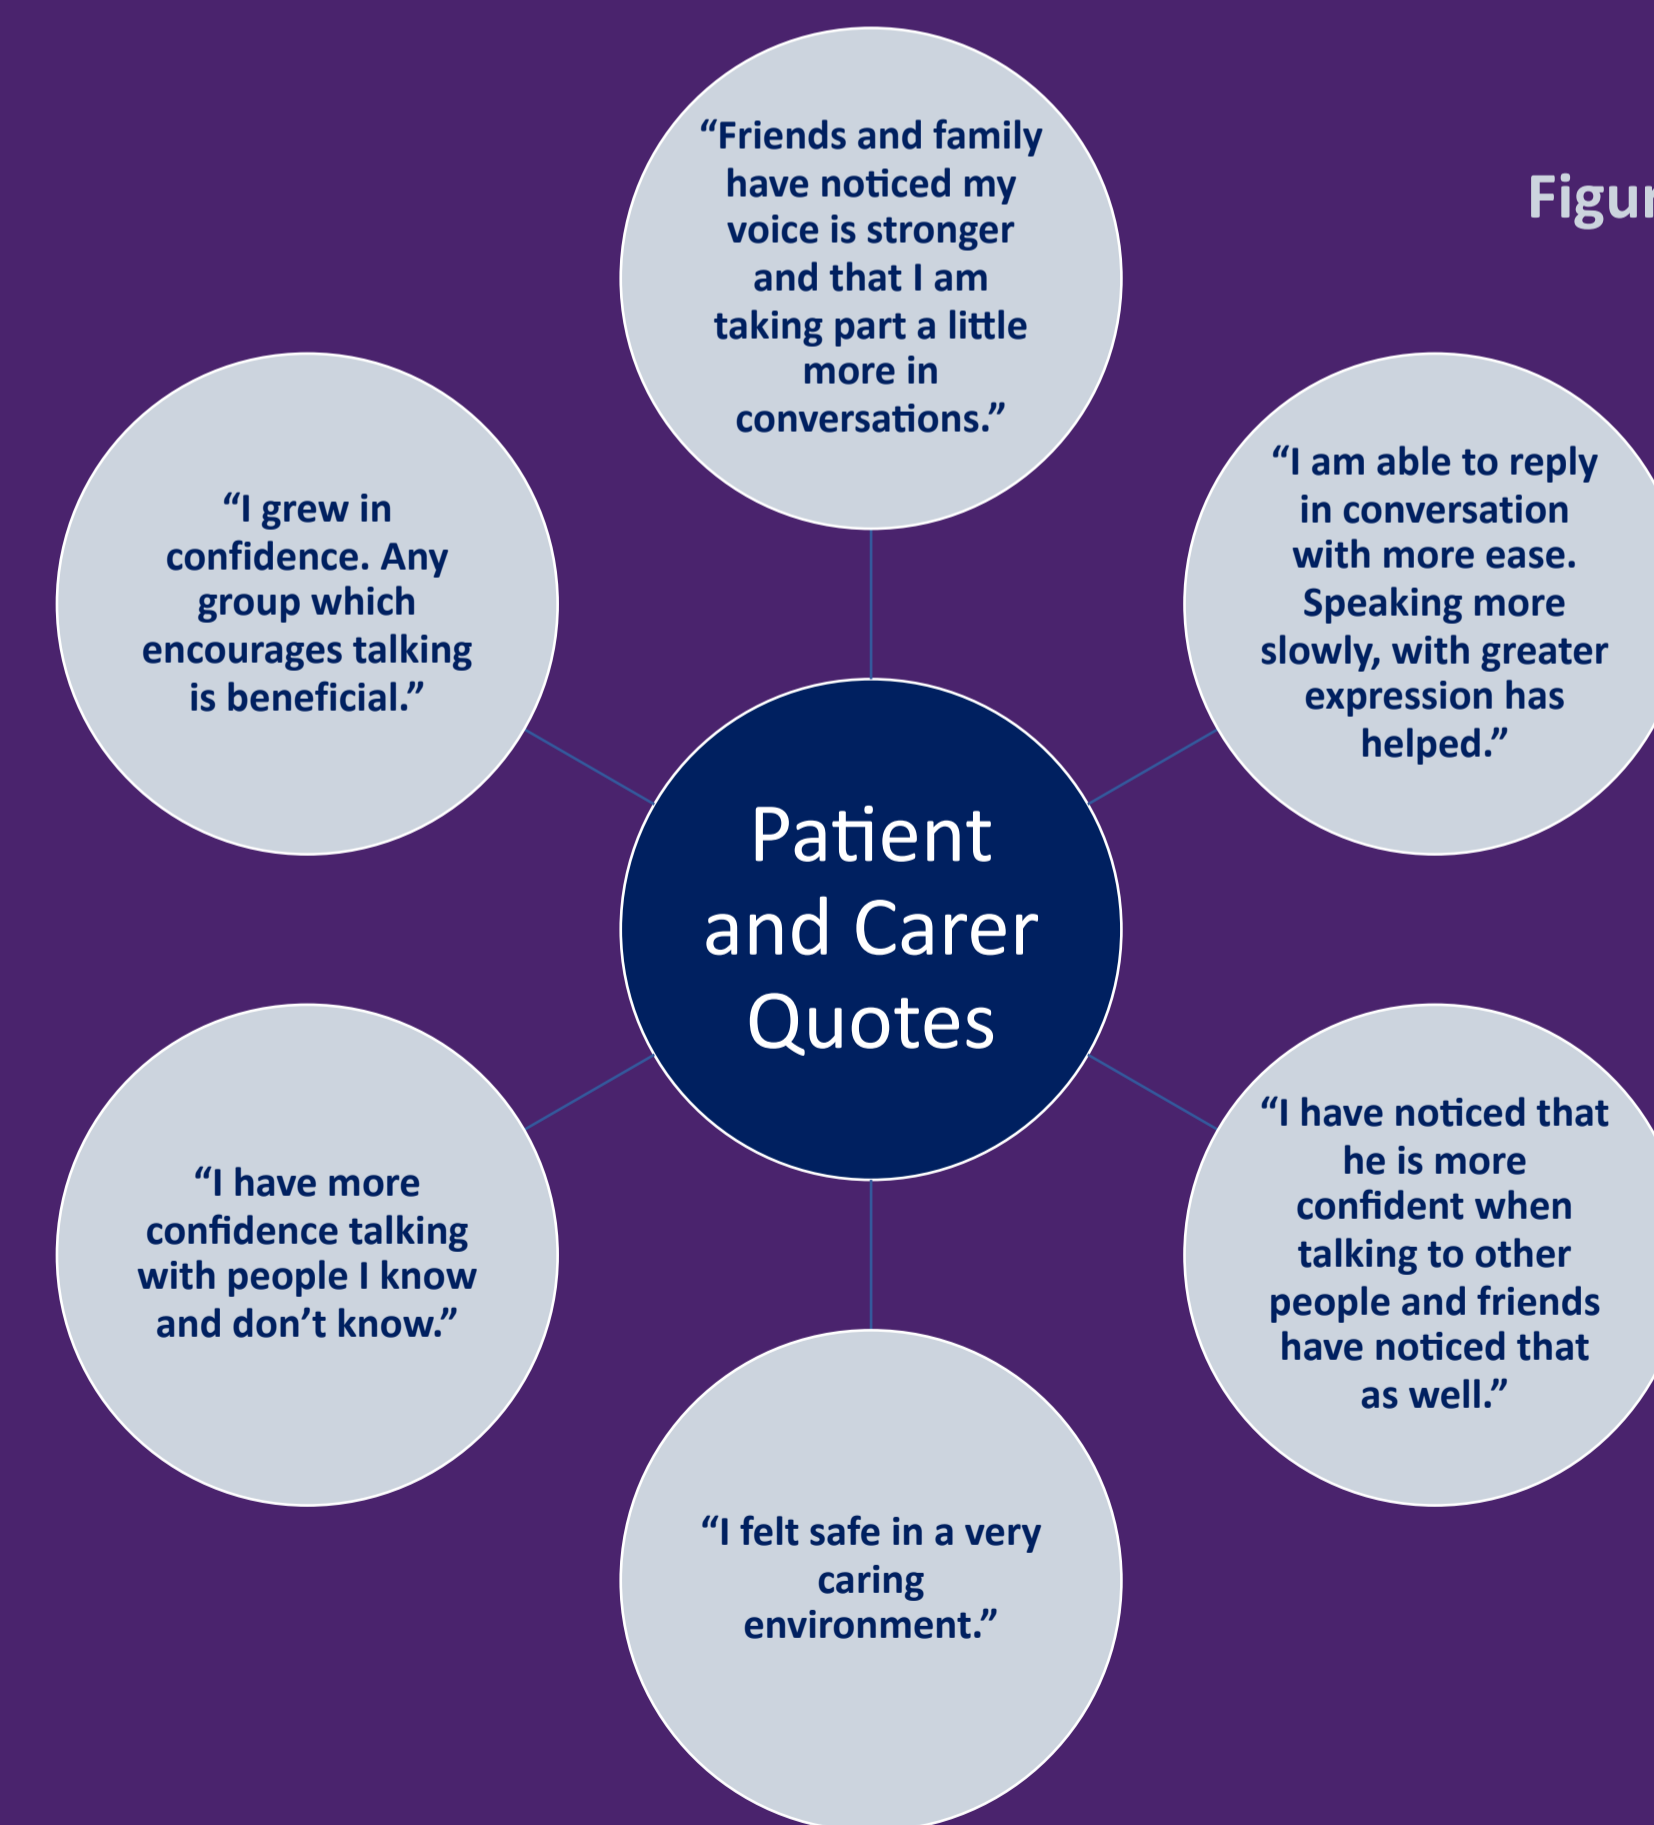 “Friends and family
have noticed my
voice is stronger
and that I am
taking part a little
more in
conversations.”
“I am able to reply
in conversation
with more ease.
Speaking more
slowly, with greater
expression has
helped.”
“I have noticed that
he is more
confident when
talking to other
people and friends
have noticed that
as well.”
“I felt safe in a very
caring
environment.”
“I have more
confidence talking
with people I know
and don’t know.”
“I grew in
confidence. Any
group which
encourages talking
is beneficial.”
Patient
and Carer
Quotes